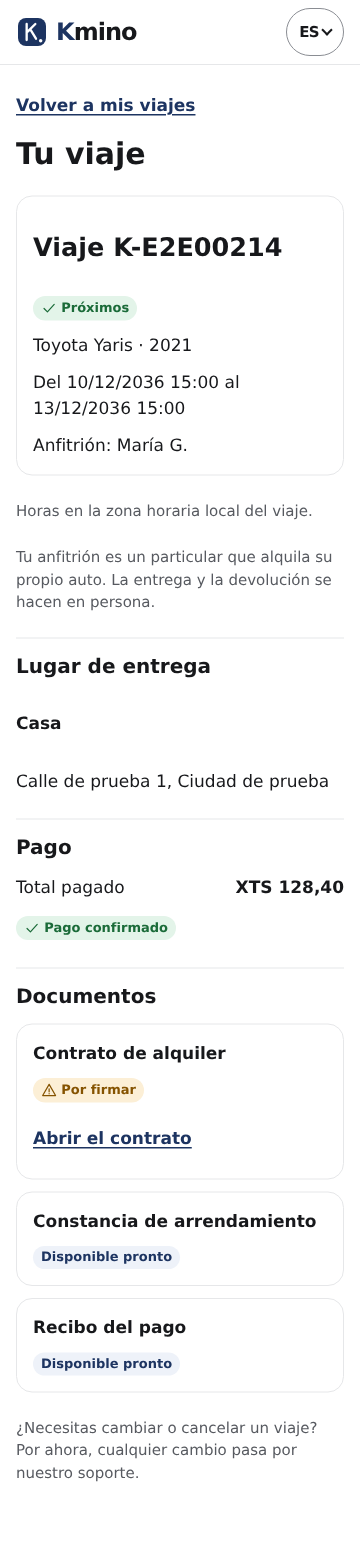 K. Kmino
ES
Volver a mis viajes
Tu viaje
Viaje K-E2E00214
Próximos
Toyota Yaris · 2021
Del 10/12/2036 15:00 al
13/12/2036 15:00
Anfitrión: María G.
Horas en la zona horaria local del viaje.
Tu anfitrión es un particular que alquila su
propio auto. La entrega y la devolución se
hacen en persona.
Lugar de entrega
Casa
Calle de prueba 1, Ciudad de prueba
Pago
Total pagado XTS 128,40
Pago confirmado
Documentos
Contrato de alquiler
Por firmar
Abrir el contrato
Constancia de arrendamiento
Disponible pronto
Recibo del pago
Disponible pronto
¿Necesitas cambiar o cancelar un viaje?
Por ahora, cualquier cambio pasa por
nuestro soporte.